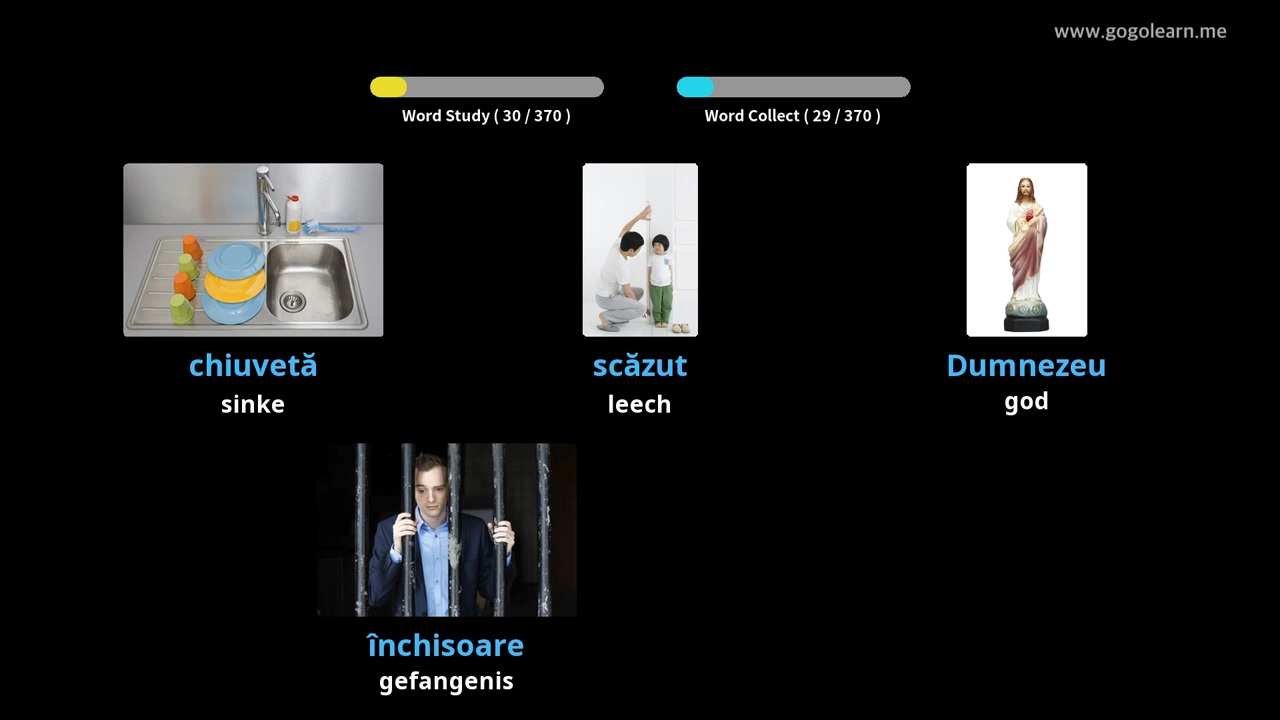 www.gogolearn.me
Word Study ( 30 / 370 )
Word Collect ( 29 / 370 )
chiuvetă
sinke
scăzut
leech
Dumnezeu
god
închisoare
gefangenis